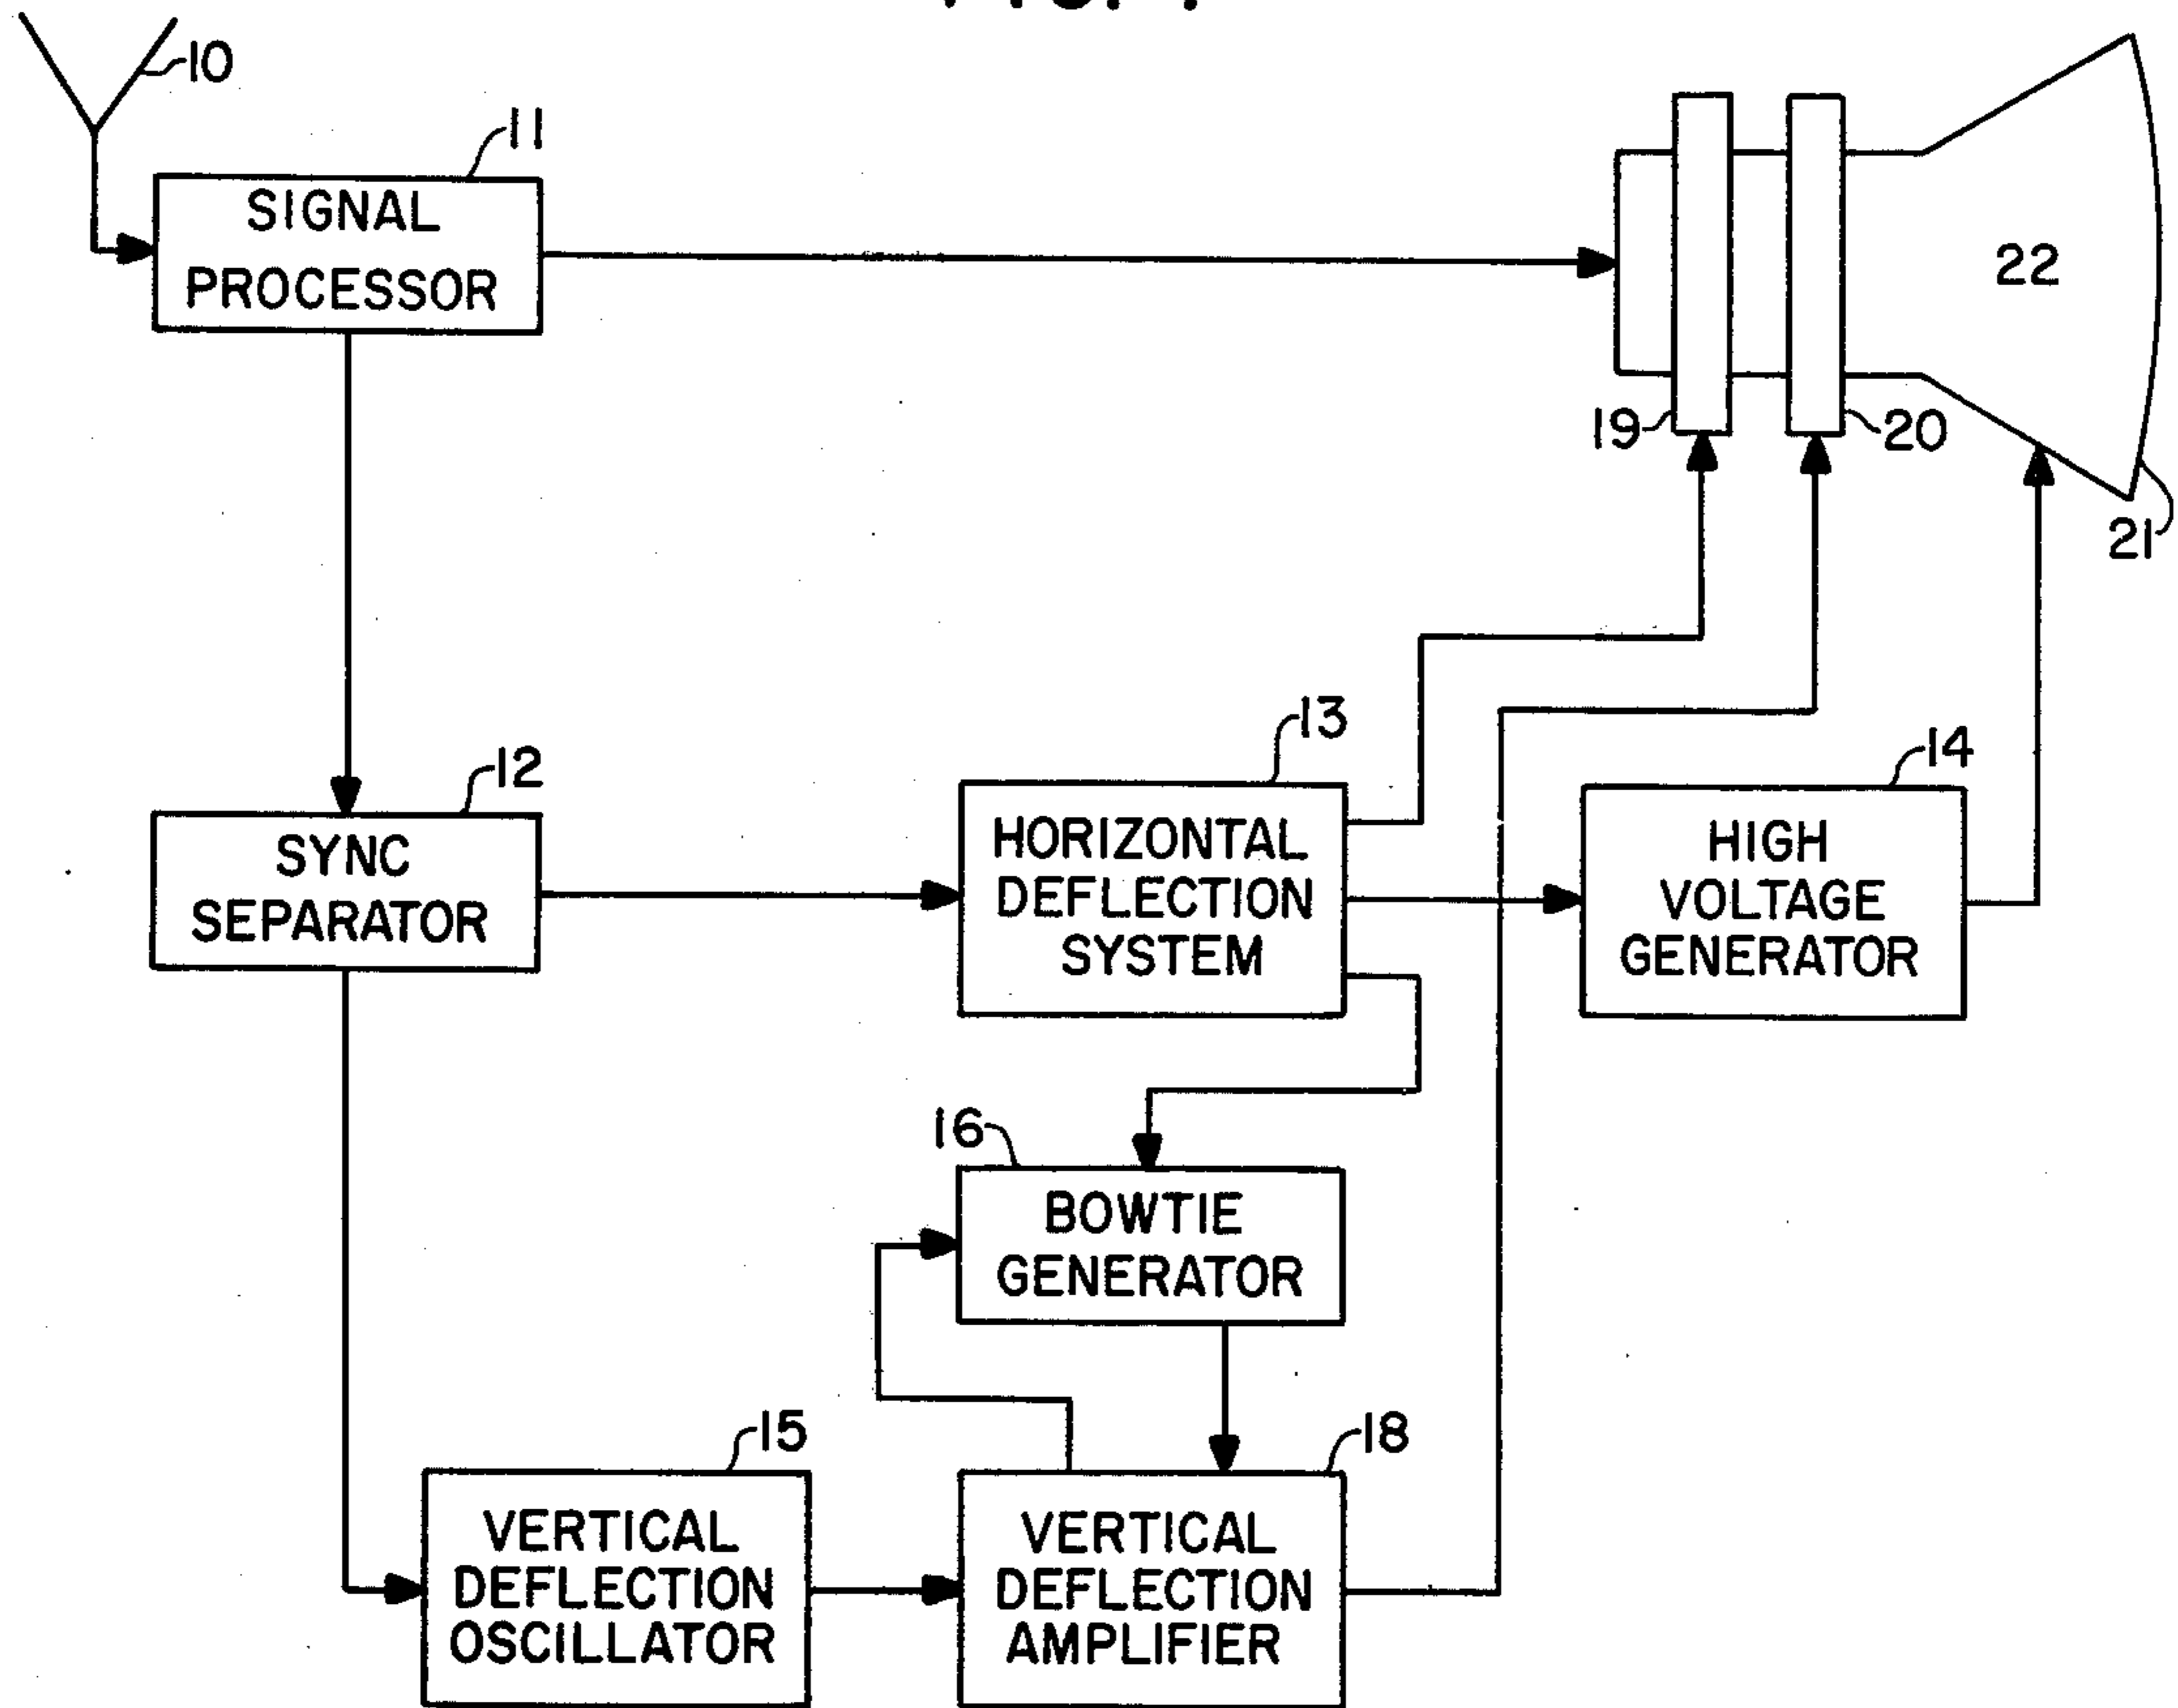 10
11
SIGNAL
PROCESSOR
22
19
20
21
13
14
12
SYNC
SEPARATOR
HORIZONTAL
DEFLECTION
SYSTEM
HIGH
VOLTAGE
GENERATOR
16
BOWTIE
GENERATOR
15
18
VERTICAL
DEFLECTION
OSCILLATOR
VERTICAL
DEFLECTION
AMPLIFIER